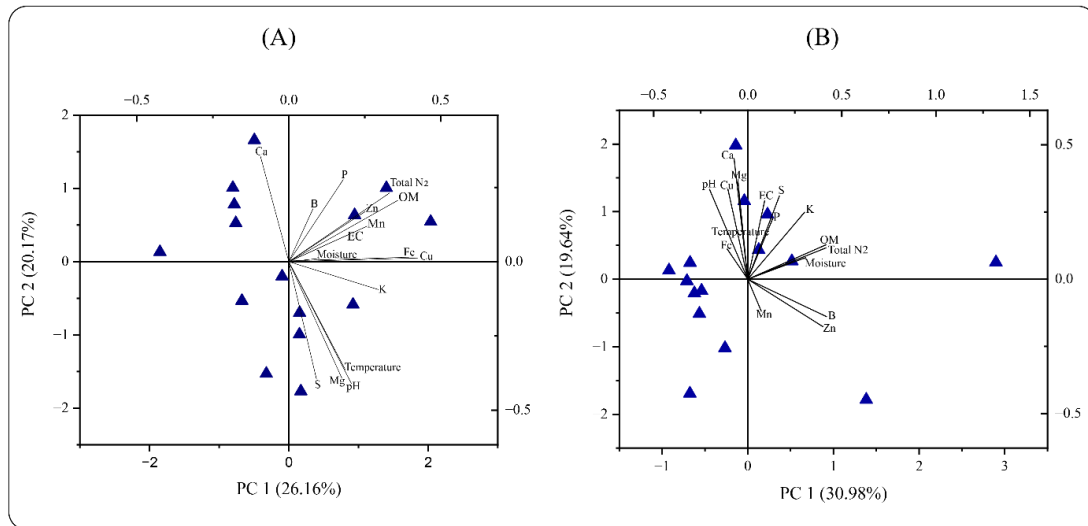 (A)
−0.5
0.0
0.5
2
1
0
−1
−2
0.0
−0.5
−2
0
2
PC 2 (20.17%)
PC 1 (26.16%)
Ca
P
B
Total N2
OM
Zn
Mn
EC
Moisture
Fe
Cu
K
Temperature
Mg
pH
S
(B)
−0.5
0.0
0.5
1.0
1.5
2
1
0
−1
2
0.5
0.0
−0.5
−1
0
1
2
3
PC 2 (19.64%)
PC 1 (30.98%)
Ca
Mg
pH
Cu
EC
S
P
K
Temperature
Fe
OM
Total N2
Moisture
Mn
B
Zn